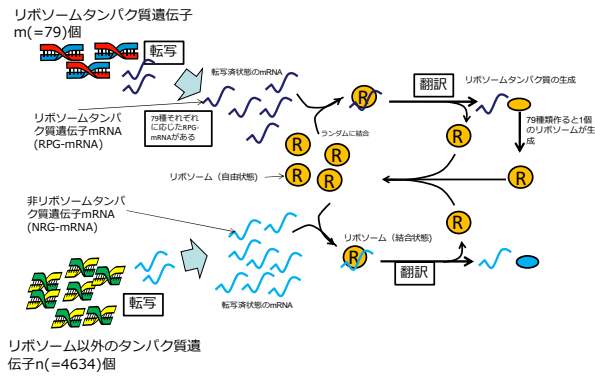 リボソームタンパク質遺伝子
m(=79)個
転写
転写済状態のmRNA
翻訳
リボソームタンパク質の生成
R
リボソームタンパ
ク質遺伝子mRNA
(RPG-mRNA)
79種それぞれ
に応じたRPG-
mRNAがある
ランダムに結合
79種類作ると1個
のリボソームが生
成
R
R
R
R
R
リボソーム（自由状態）
R
非リボソームタンパ
ク質遺伝子mRNA
(NRG-mRNA)
R
リボソーム（結合状態)
R
翻訳
転写
転写済状態のmRNA
リボソーム以外のタンパク質遺
伝子n(=4634)個